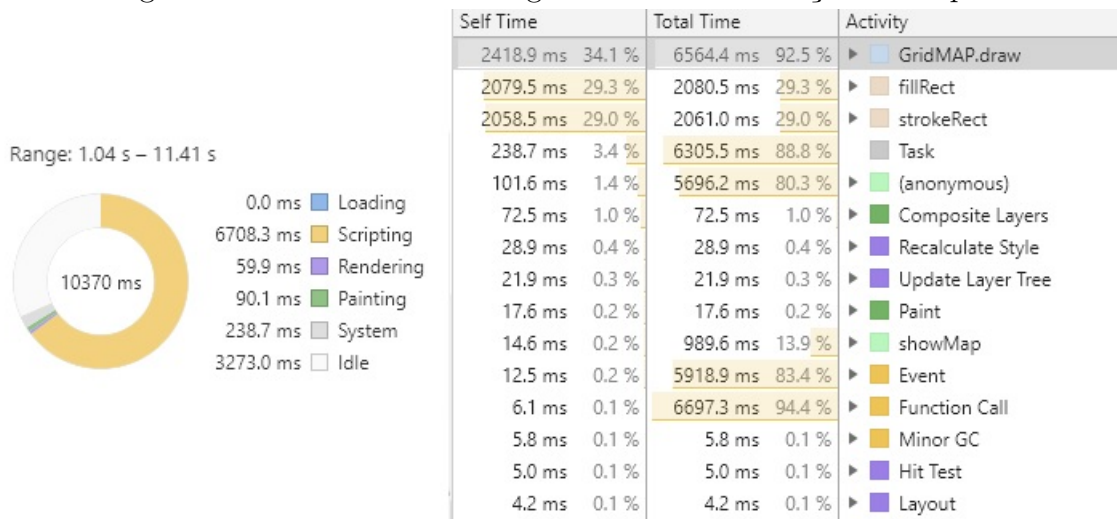 Range: 1.04 s – 11.41 s
10370 ms
0.0 ms Loading
6708.3 ms Scripting
59.9 ms Rendering
90.1 ms Painting
238.7 ms System
3273.0 ms Idle
Self Time Total Time Activity
2418.9 ms 34.1 % 6564.4 ms 92.5 % GridMAP.draw
2079.5 ms 29.3 % 2080.5 ms 29.3 % fillRect
2058.5 ms 29.0 % 2061.0 ms 29.0 % strokeRect
238.7 ms 3.4 % 6305.5 ms 88.8 % Task
101.6 ms 1.4 % 5696.2 ms 80.3 % (anonymous)
72.5 ms 1.0 % 72.5 ms 1.0 % Composite Layers
28.9 ms 0.4 % 28.9 ms 0.4 % Recalculate Style
21.9 ms 0.3 % 21.9 ms 0.3 % Update Layer Tree
17.6 ms 0.2 % 17.6 ms 0.2 % Paint
14.6 ms 0.2 % 989.6 ms 13.9 % showMap
12.5 ms 0.2 % 5918.9 ms 83.4 % Event
6.1 ms 0.1 % 6697.3 ms 94.4 % Function Call
5.8 ms 0.1 % 5.8 ms 0.1 % Minor GC
5.0 ms 0.1 % 5.0 ms 0.1 % Hit Test
4.2 ms 0.1 % 4.2 ms 0.1 % Layout